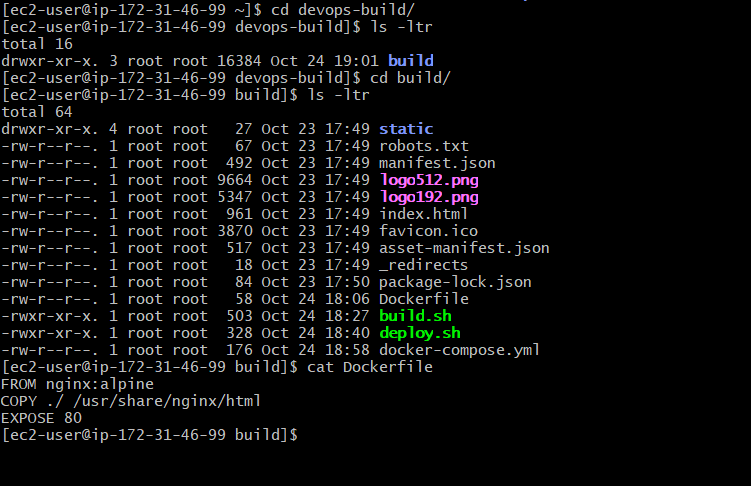 [ec2-user@ip-172-31-46-99 ~]$ cd devops-build/
[ec2-user@ip-172-31-46-99 devops-build]$ ls -ltr
total 16
drwxr-xr-x. 3 root root 16384 Oct 24 19:01 build
[ec2-user@ip-172-31-46-99 devops-build]$ cd build/
[ec2-user@ip-172-31-46-99 build]$ ls -ltr
total 64
drwxr-xr-x. 4 root root   27 Oct 23 17:49 static
-rw-r--r--. 1 root root   67 Oct 23 17:49 robots.txt
-rw-r--r--. 1 root root  492 Oct 23 17:49 manifest.json
-rw-r--r--. 1 root root 9664 Oct 23 17:49 logo512.png
-rw-r--r--. 1 root root 5347 Oct 23 17:49 logo192.png
-rw-r--r--. 1 root root  961 Oct 23 17:49 index.html
-rw-r--r--. 1 root root 3870 Oct 23 17:49 favicon.ico
-rw-r--r--. 1 root root  517 Oct 23 17:49 asset-manifest.json
-rw-r--r--. 1 root root   18 Oct 23 17:49 _redirects
-rw-r--r--. 1 root root   84 Oct 23 17:50 package-lock.json
-rw-r--r--. 1 root root   58 Oct 24 18:06 Dockerfile
-rwxr-xr-x. 1 root root  503 Oct 24 18:27 build.sh
-rwxr-xr-x. 1 root root  328 Oct 24 18:40 deploy.sh
-rw-r--r--. 1 root root  176 Oct 24 18:58 docker-compose.yml
[ec2-user@ip-172-31-46-99 build]$ cat Dockerfile
FROM nginx:alpine
COPY ./ /usr/share/nginx/html
EXPOSE 80
[ec2-user@ip-172-31-46-99 build]$